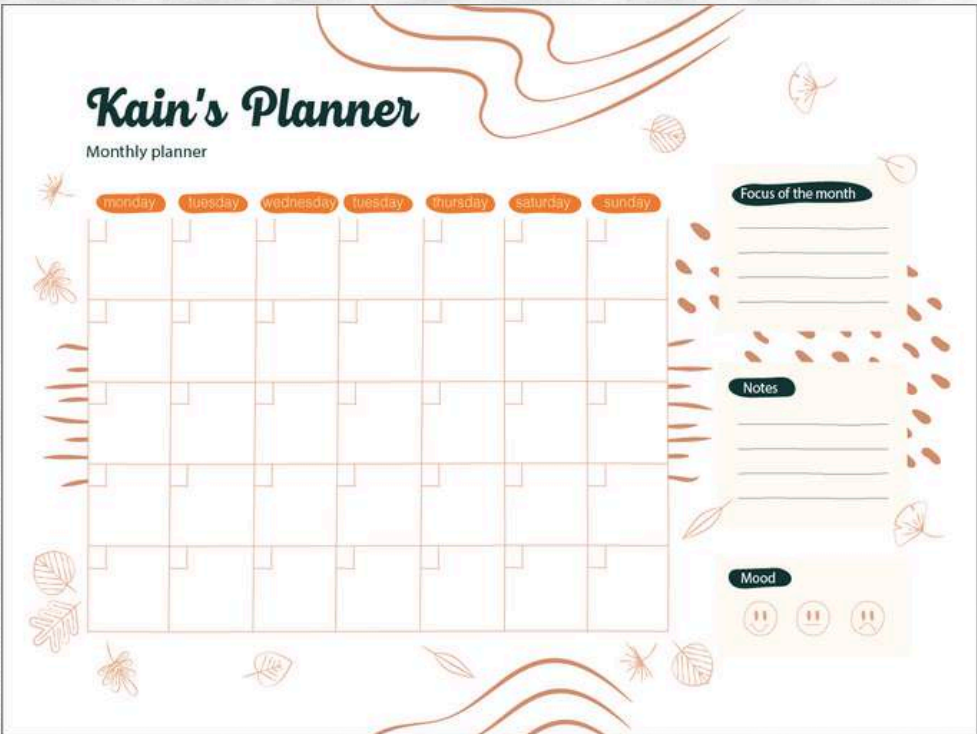 Kain's Planner
Monthly planner
monday tuesday wednesday tuesday thursday saturday sunday
Focus of the month
Notes
Mood